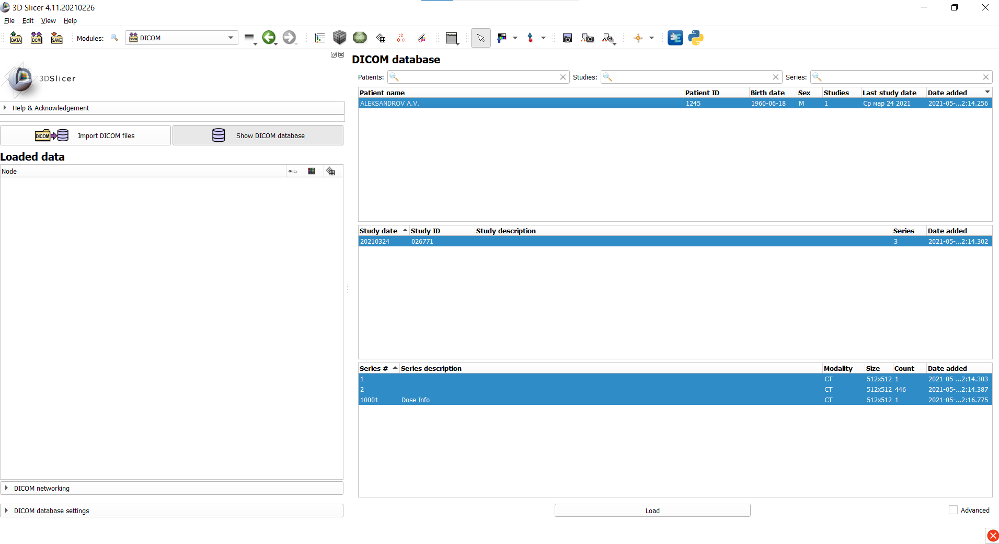 3D Slicer 4.11.20210226
File Edit View Help
DATA DCM SAVE Modules: DCM DICOM
3DSlicer
Help & Acknowledgement
DICOM Import DICOM files Show DICOM database
Loaded data
Node
DICOM networking
DICOM database settings
DICOM database
Patients: Studies: Series:
Patient name Patient ID Birth date Sex Studies Last study date Date added
ALEKSANDROV A.V. 1245 1960-06-18 M 1 Ср мар 24 2021 2021-05-...2:14.256
Study date Study ID Study description Series Date added
20210324 026771 3 2021-05-...2:14.302
Series # Series description Modality Size Count Date added
1 CT 512x512 1 2021-05-...2:14.303
2 CT 512x512 446 2021-05-...2:14.387
10001 Dose Info CT 512x512 1 2021-05-...2:16.775
Load Advanced